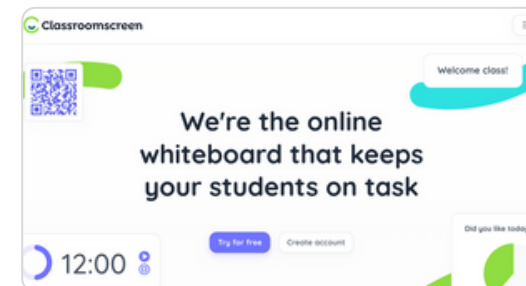 Classroomscreen
Welcome class!
We're the online
whiteboard that keeps
your students on task
Try for free
Create account
Did you like today
12:00